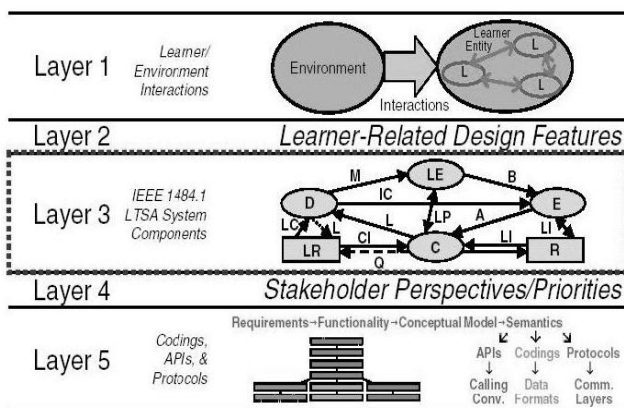 Layer 1
Learner/
Environment
Interactions
Environment
Interactions
Learner
Entity
L
L
L
Layer 2
Learner-Related Design Features
Layer 3
IEEE 1484.1
LTSA System
Components
M
LE
B
D
IC
E
LC
L
L
LP
A
LI
LR
CI
C
LI
R
Q
Layer 4
Stakeholder Perspectives/Priorities
Layer 5
Codings,
APIs, &
Protocols
Requirements→Functionality→Conceptual Model→Semantics
APIs Codings Protocols
Calling Data Comm.
Conv. Formats Layers